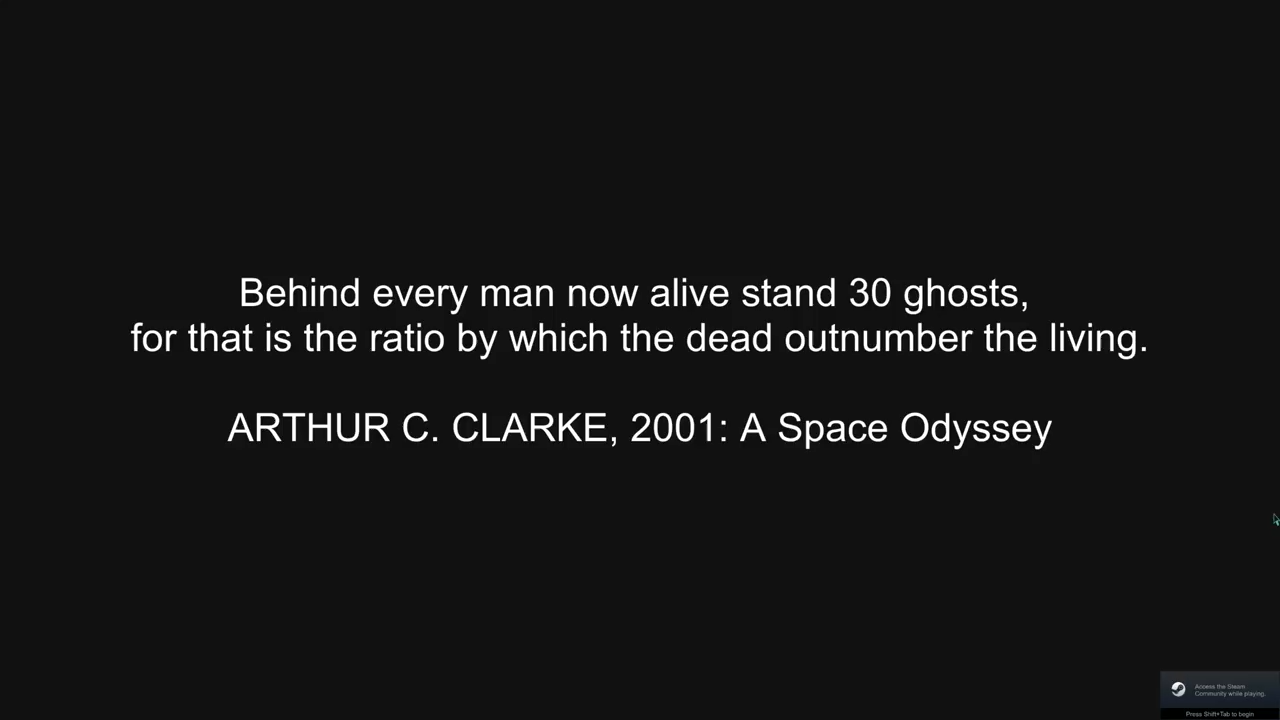 Behind every man now alive stand 30 ghosts,
for that is the ratio by which the dead outnumber the living.
ARTHUR C. CLARKE, 2001: A Space Odyssey
Access the Steam
Community while playing.
Press Shift+Tab to begin